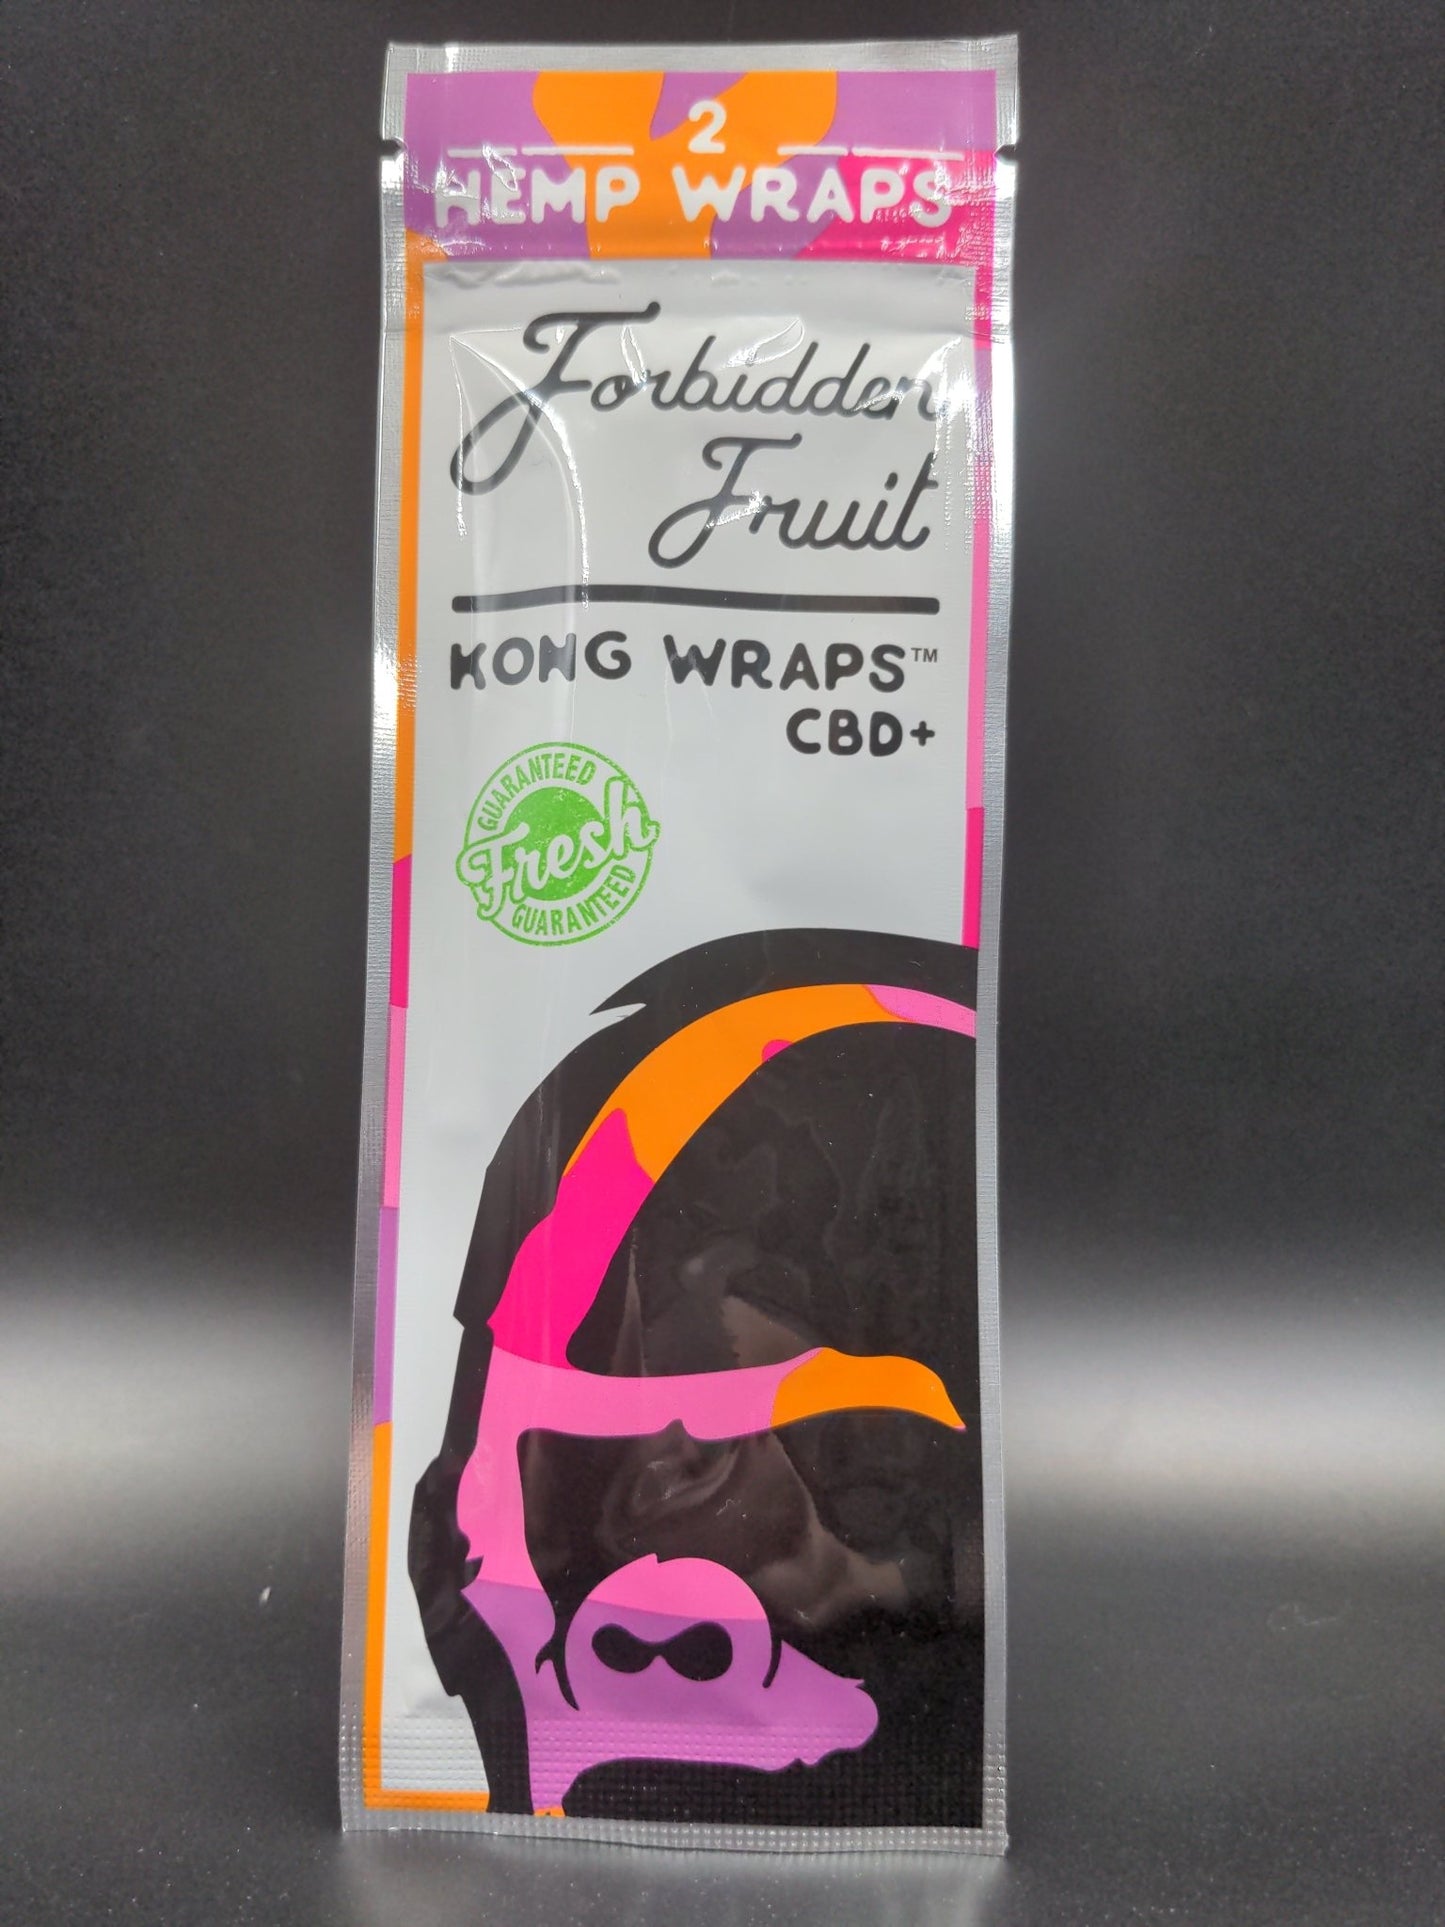 2
HEMP WRAPS
Forbidden
Fruit
KONG WRAPS™
CBD+
GUARANTEED
Fresh
GUARANTEED